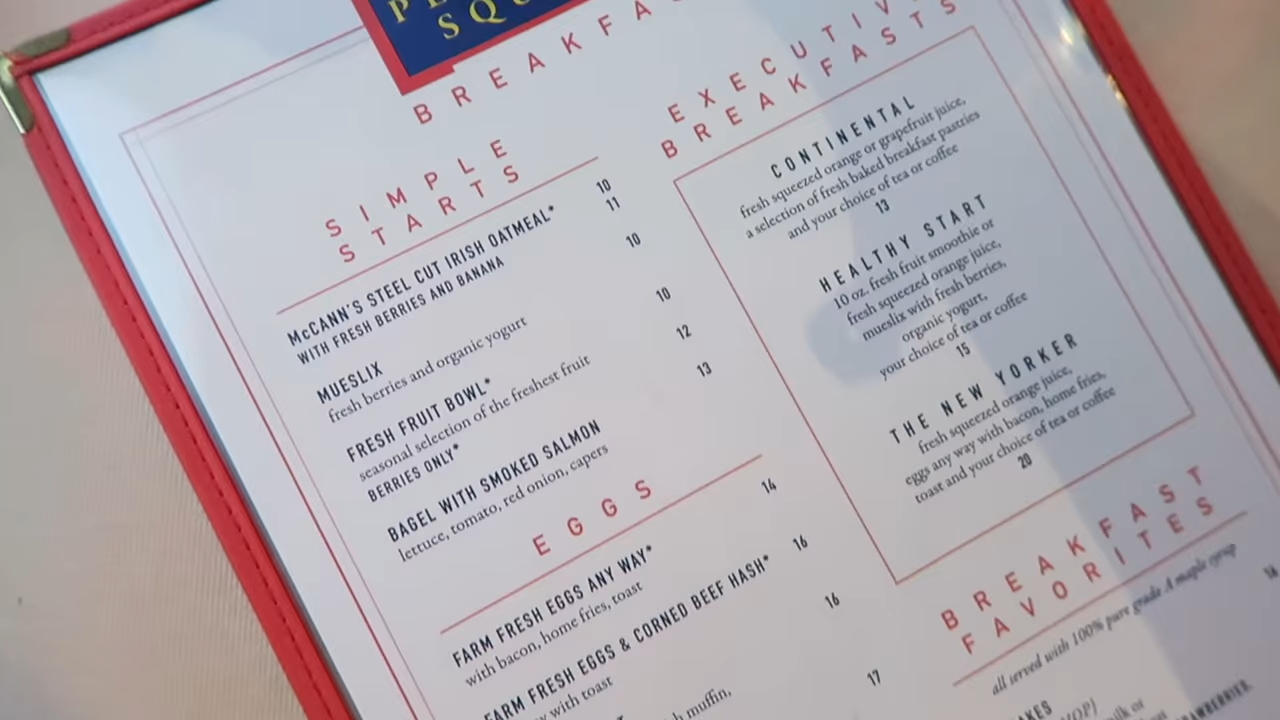 SIMPLE
STARTS
McCANN'S STEEL CUT IRISH OATMEAL* 10
WITH FRESH BERRIES AND BANANA 11
MUESLIX 10
fresh berries and organic yogurt
FRESH FRUIT BOWL* 10
seasonal selection of the freshest fruit
BERRIES ONLY* 12
BAGEL WITH SMOKED SALMON 13
lettuce, tomato, red onion, capers
EGGS
FARM FRESH EGGS ANY WAY* 14
with bacon, home fries, toast
FARM FRESH EGGS & CORNED BEEF HASH* 16
with toast
16
muffin,
17
EXECUTIV
BREAKFASTS
CONTINENTAL
fresh squeezed orange or grapefruit juice,
a selection of fresh baked breakfast pastries
and your choice of tea or coffee
13
HEALTHY START
10 oz. fresh fruit smoothie or
fresh squeezed orange juice,
mueslix with fresh berries,
organic yogurt,
your choice of tea or coffee
15
THE NEW YORKER
fresh squeezed orange juice,
eggs any way with bacon, home fries,
toast and your choice of tea or coffee
20
BREAKFAST
FAVORITES
all served with 100% pure grade A maple syrup